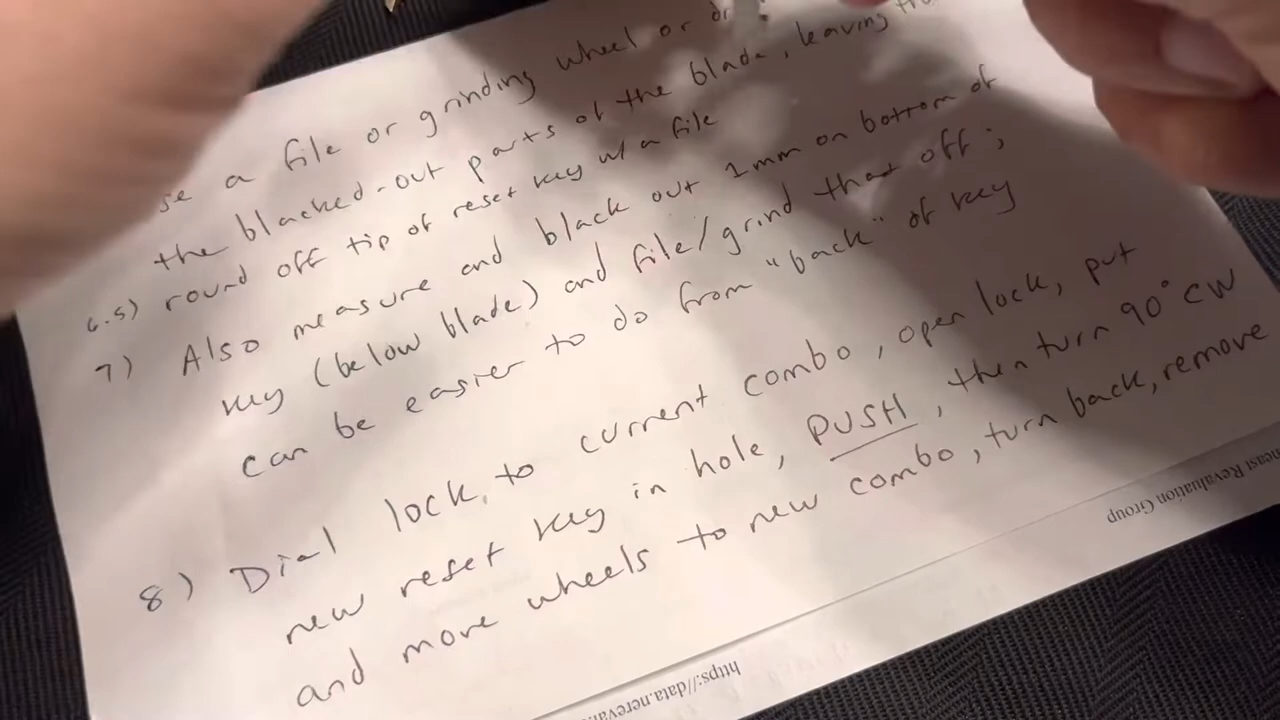 a file or grinding wheel or
the blacked-out parts of the blade, leaving
6.5) round off tip of reset key w/ a file
7) Also measure and black out 1mm on bottom of
key (below blade) and file/grind that off;
can be easier to do from "back" of key
8) Dial lock to current combo, open lock, put
new reset key in hole, PUSH, then turn 90° CW
and move wheels to new combo, turn back, remove
Revaluation Group
https://data.ncreval